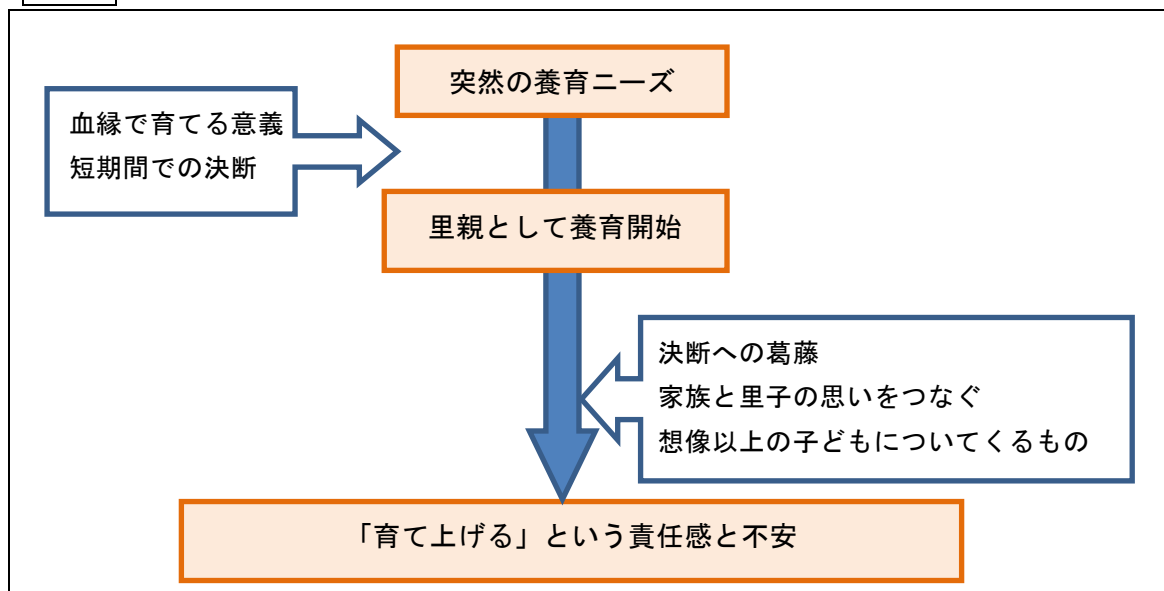 突然の養育ニーズ
血縁で育てる意義
短期間での決断
里親として養育開始
決断への葛藤
家族と里子の思いをつなぐ
想像以上の子どもについてくるもの
「育て上げる」という責任感と不安